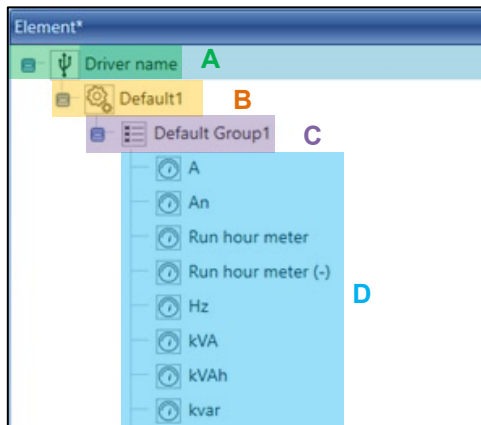 Element*
Driver name A
Default1 B
Default Group1 C
A
An
Run hour meter
Run hour meter (-)
D
Hz
kVA
kVAh
kvar